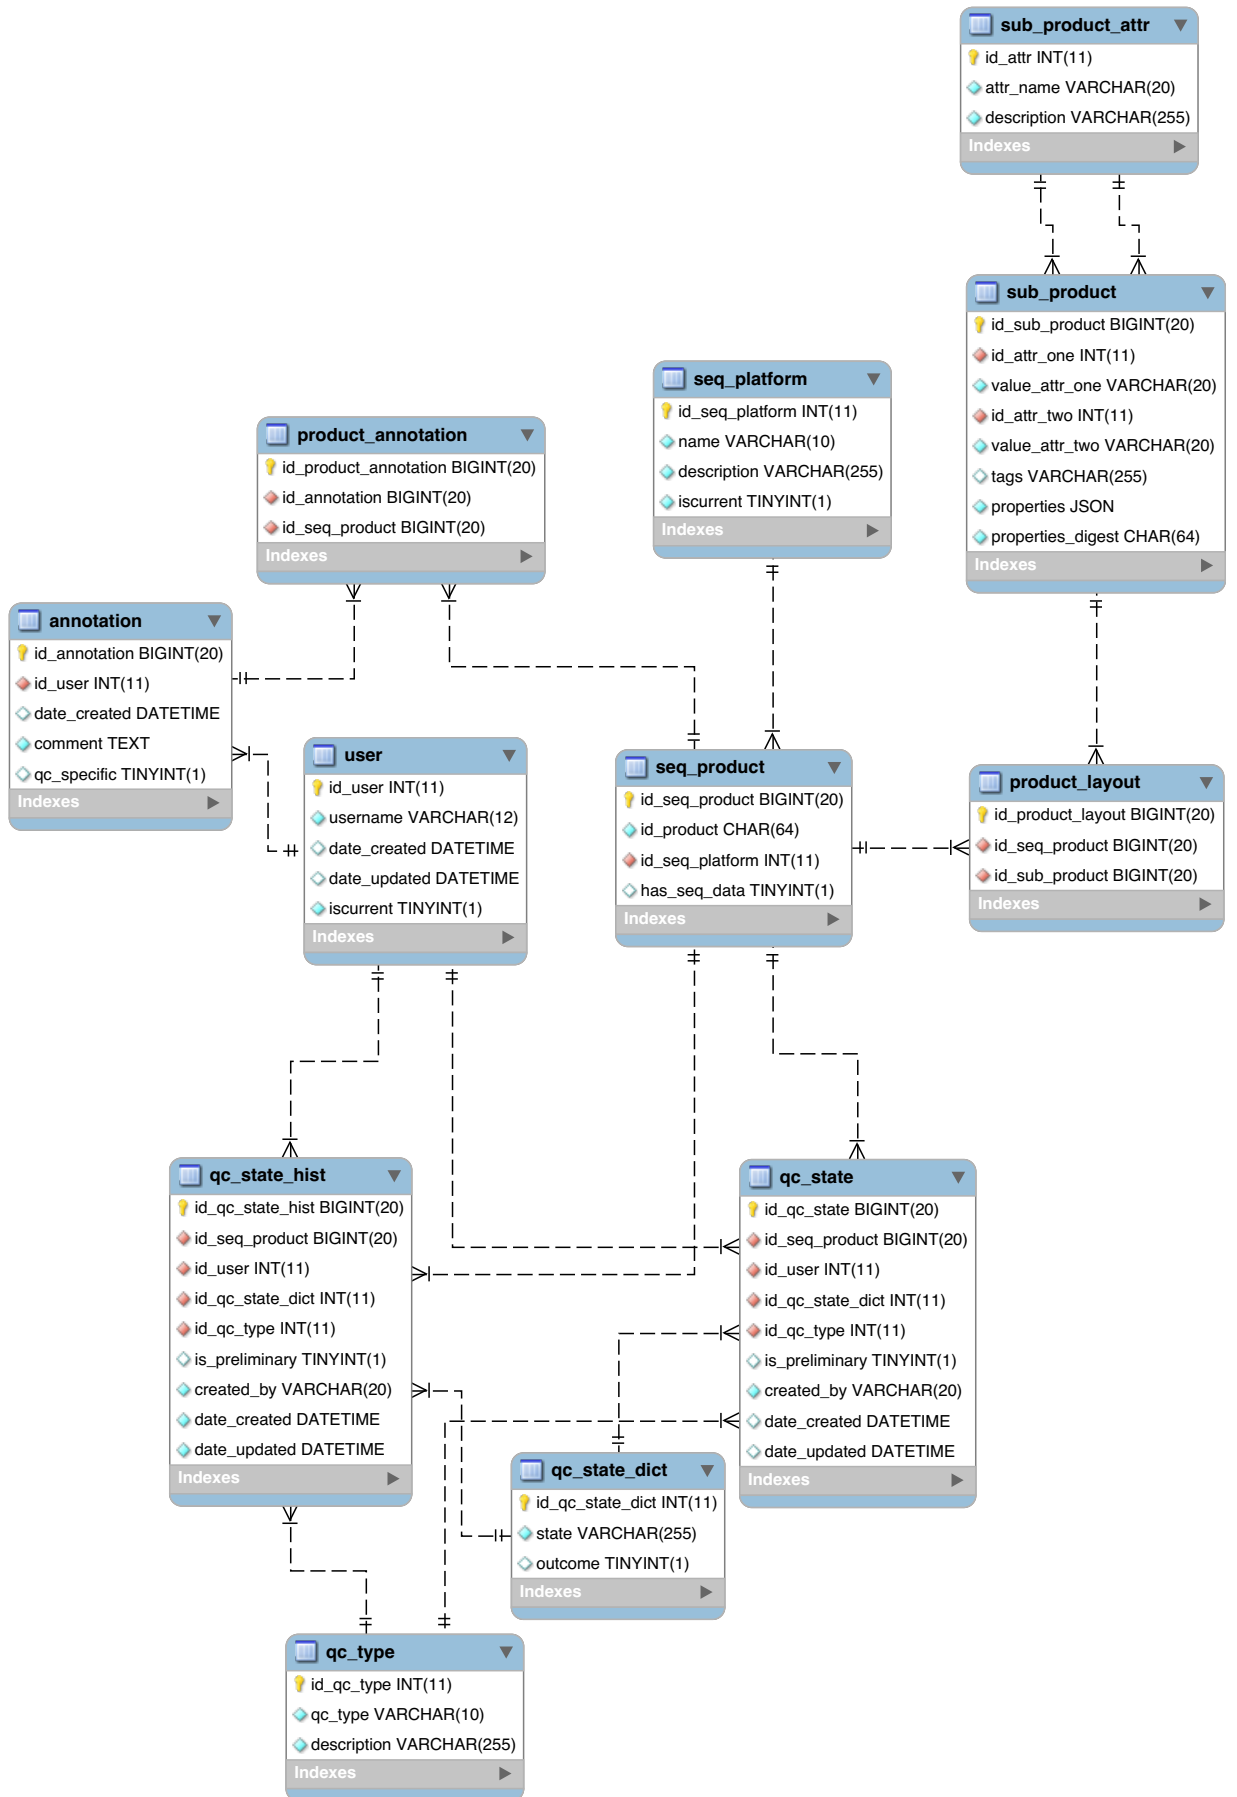 sub_product_attr
id_attr INT(11)
attr_name VARCHAR(20)
description VARCHAR(255)
Indexes
sub_product
id_sub_product BIGINT(20)
id_attr_one INT(11)
value_attr_one VARCHAR(20)
id_attr_two INT(11)
value_attr_two VARCHAR(20)
tags VARCHAR(255)
properties JSON
properties_digest CHAR(64)
Indexes
seq_platform
id_seq_platform INT(11)
name VARCHAR(10)
description VARCHAR(255)
iscurrent TINYINT(1)
Indexes
product_annotation
id_product_annotation BIGINT(20)
id_annotation BIGINT(20)
id_seq_product BIGINT(20)
Indexes
annotation
id_annotation BIGINT(20)
id_user INT(11)
date_created DATETIME
comment TEXT
qc_specific TINYINT(1)
Indexes
user
id_user INT(11)
username VARCHAR(12)
date_created DATETIME
date_updated DATETIME
iscurrent TINYINT(1)
Indexes
seq_product
id_seq_product BIGINT(20)
id_product CHAR(64)
id_seq_platform INT(11)
has_seq_data TINYINT(1)
Indexes
product_layout
id_product_layout BIGINT(20)
id_seq_product BIGINT(20)
id_sub_product BIGINT(20)
Indexes
qc_state_hist
id_qc_state_hist BIGINT(20)
id_seq_product BIGINT(20)
id_user INT(11)
id_qc_state_dict INT(11)
id_qc_type INT(11)
is_preliminary TINYINT(1)
created_by VARCHAR(20)
date_created DATETIME
date_updated DATETIME
Indexes
qc_state
id_qc_state BIGINT(20)
id_seq_product BIGINT(20)
id_user INT(11)
id_qc_state_dict INT(11)
id_qc_type INT(11)
is_preliminary TINYINT(1)
created_by VARCHAR(20)
date_created DATETIME
date_updated DATETIME
Indexes
qc_state_dict
id_qc_state_dict INT(11)
state VARCHAR(255)
outcome TINYINT(1)
Indexes
qc_type
id_qc_type INT(11)
qc_type VARCHAR(10)
description VARCHAR(255)
Indexes